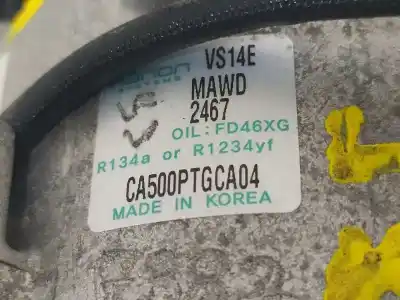 VS14E
MAWD
2467
OIL: FD46XG
R134a or R1234yf
CA500PTGCA04
MADE IN KOREA